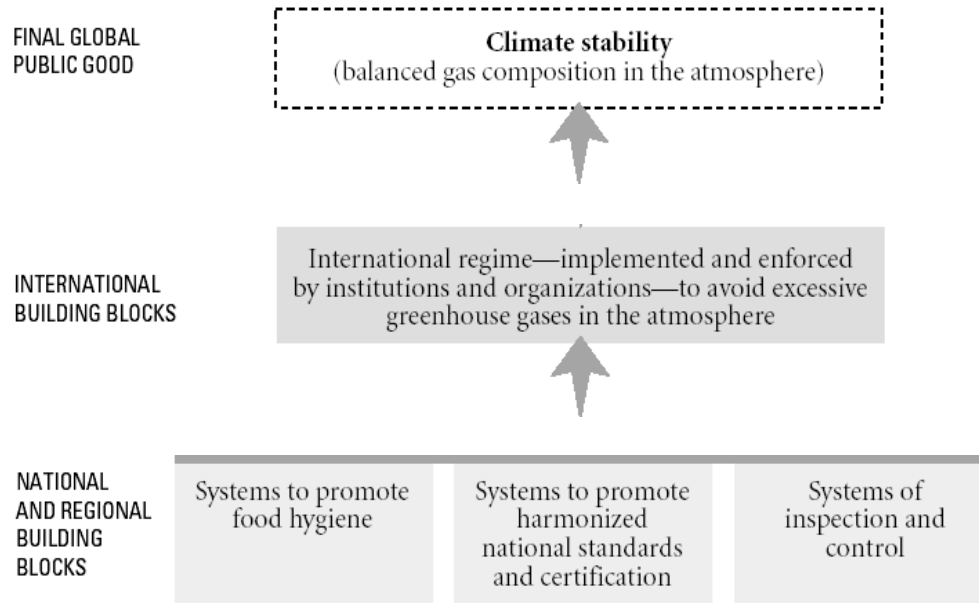 FINAL GLOBAL
PUBLIC GOOD
Climate stability
(balanced gas composition in the atmosphere)
INTERNATIONAL
BUILDING BLOCKS
International regime—implemented and enforced
by institutions and organizations—to avoid excessive
greenhouse gases in the atmosphere
NATIONAL
AND REGIONAL
BUILDING
BLOCKS
Systems to promote
food hygiene
Systems to promote
harmonized
national standards
and certification
Systems of
inspection and
control